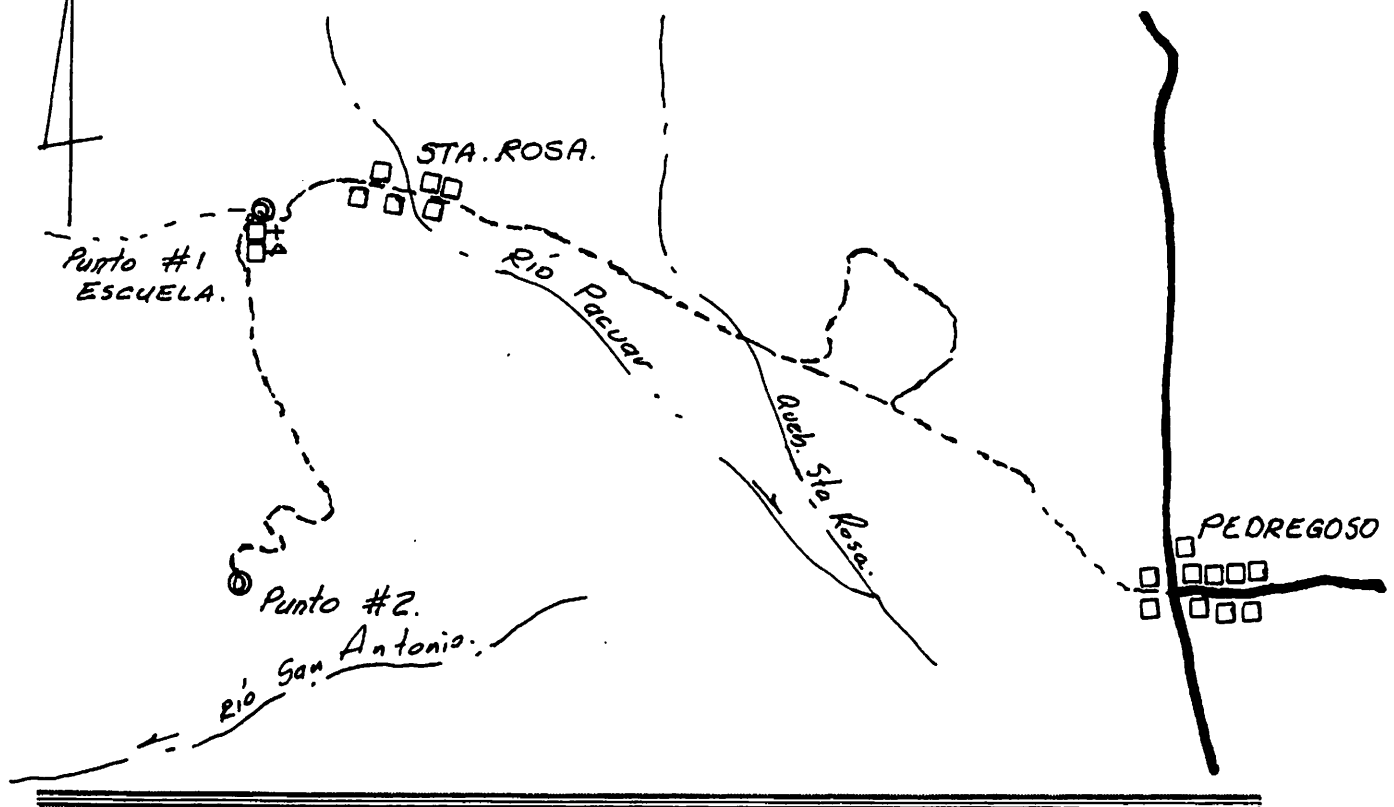 STA. ROSA.
Punto #1
ESCUELA.
Río Pacuar
Queb. Sta Rosa.
PEDREGOSO
Punto #2.
Río San Antonio.